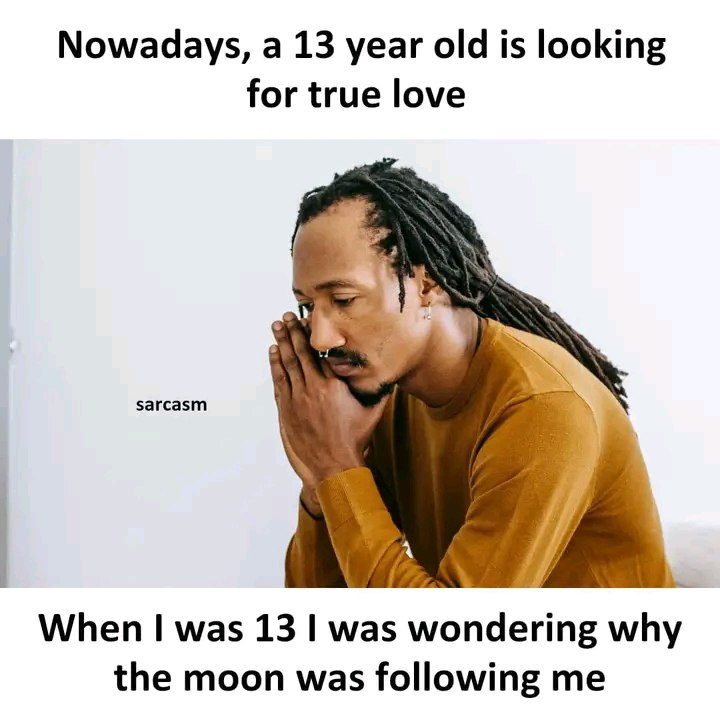 Nowadays, a 13 year old is looking
for true love
sarcasm
When I was 13 I was wondering why
the moon was following me